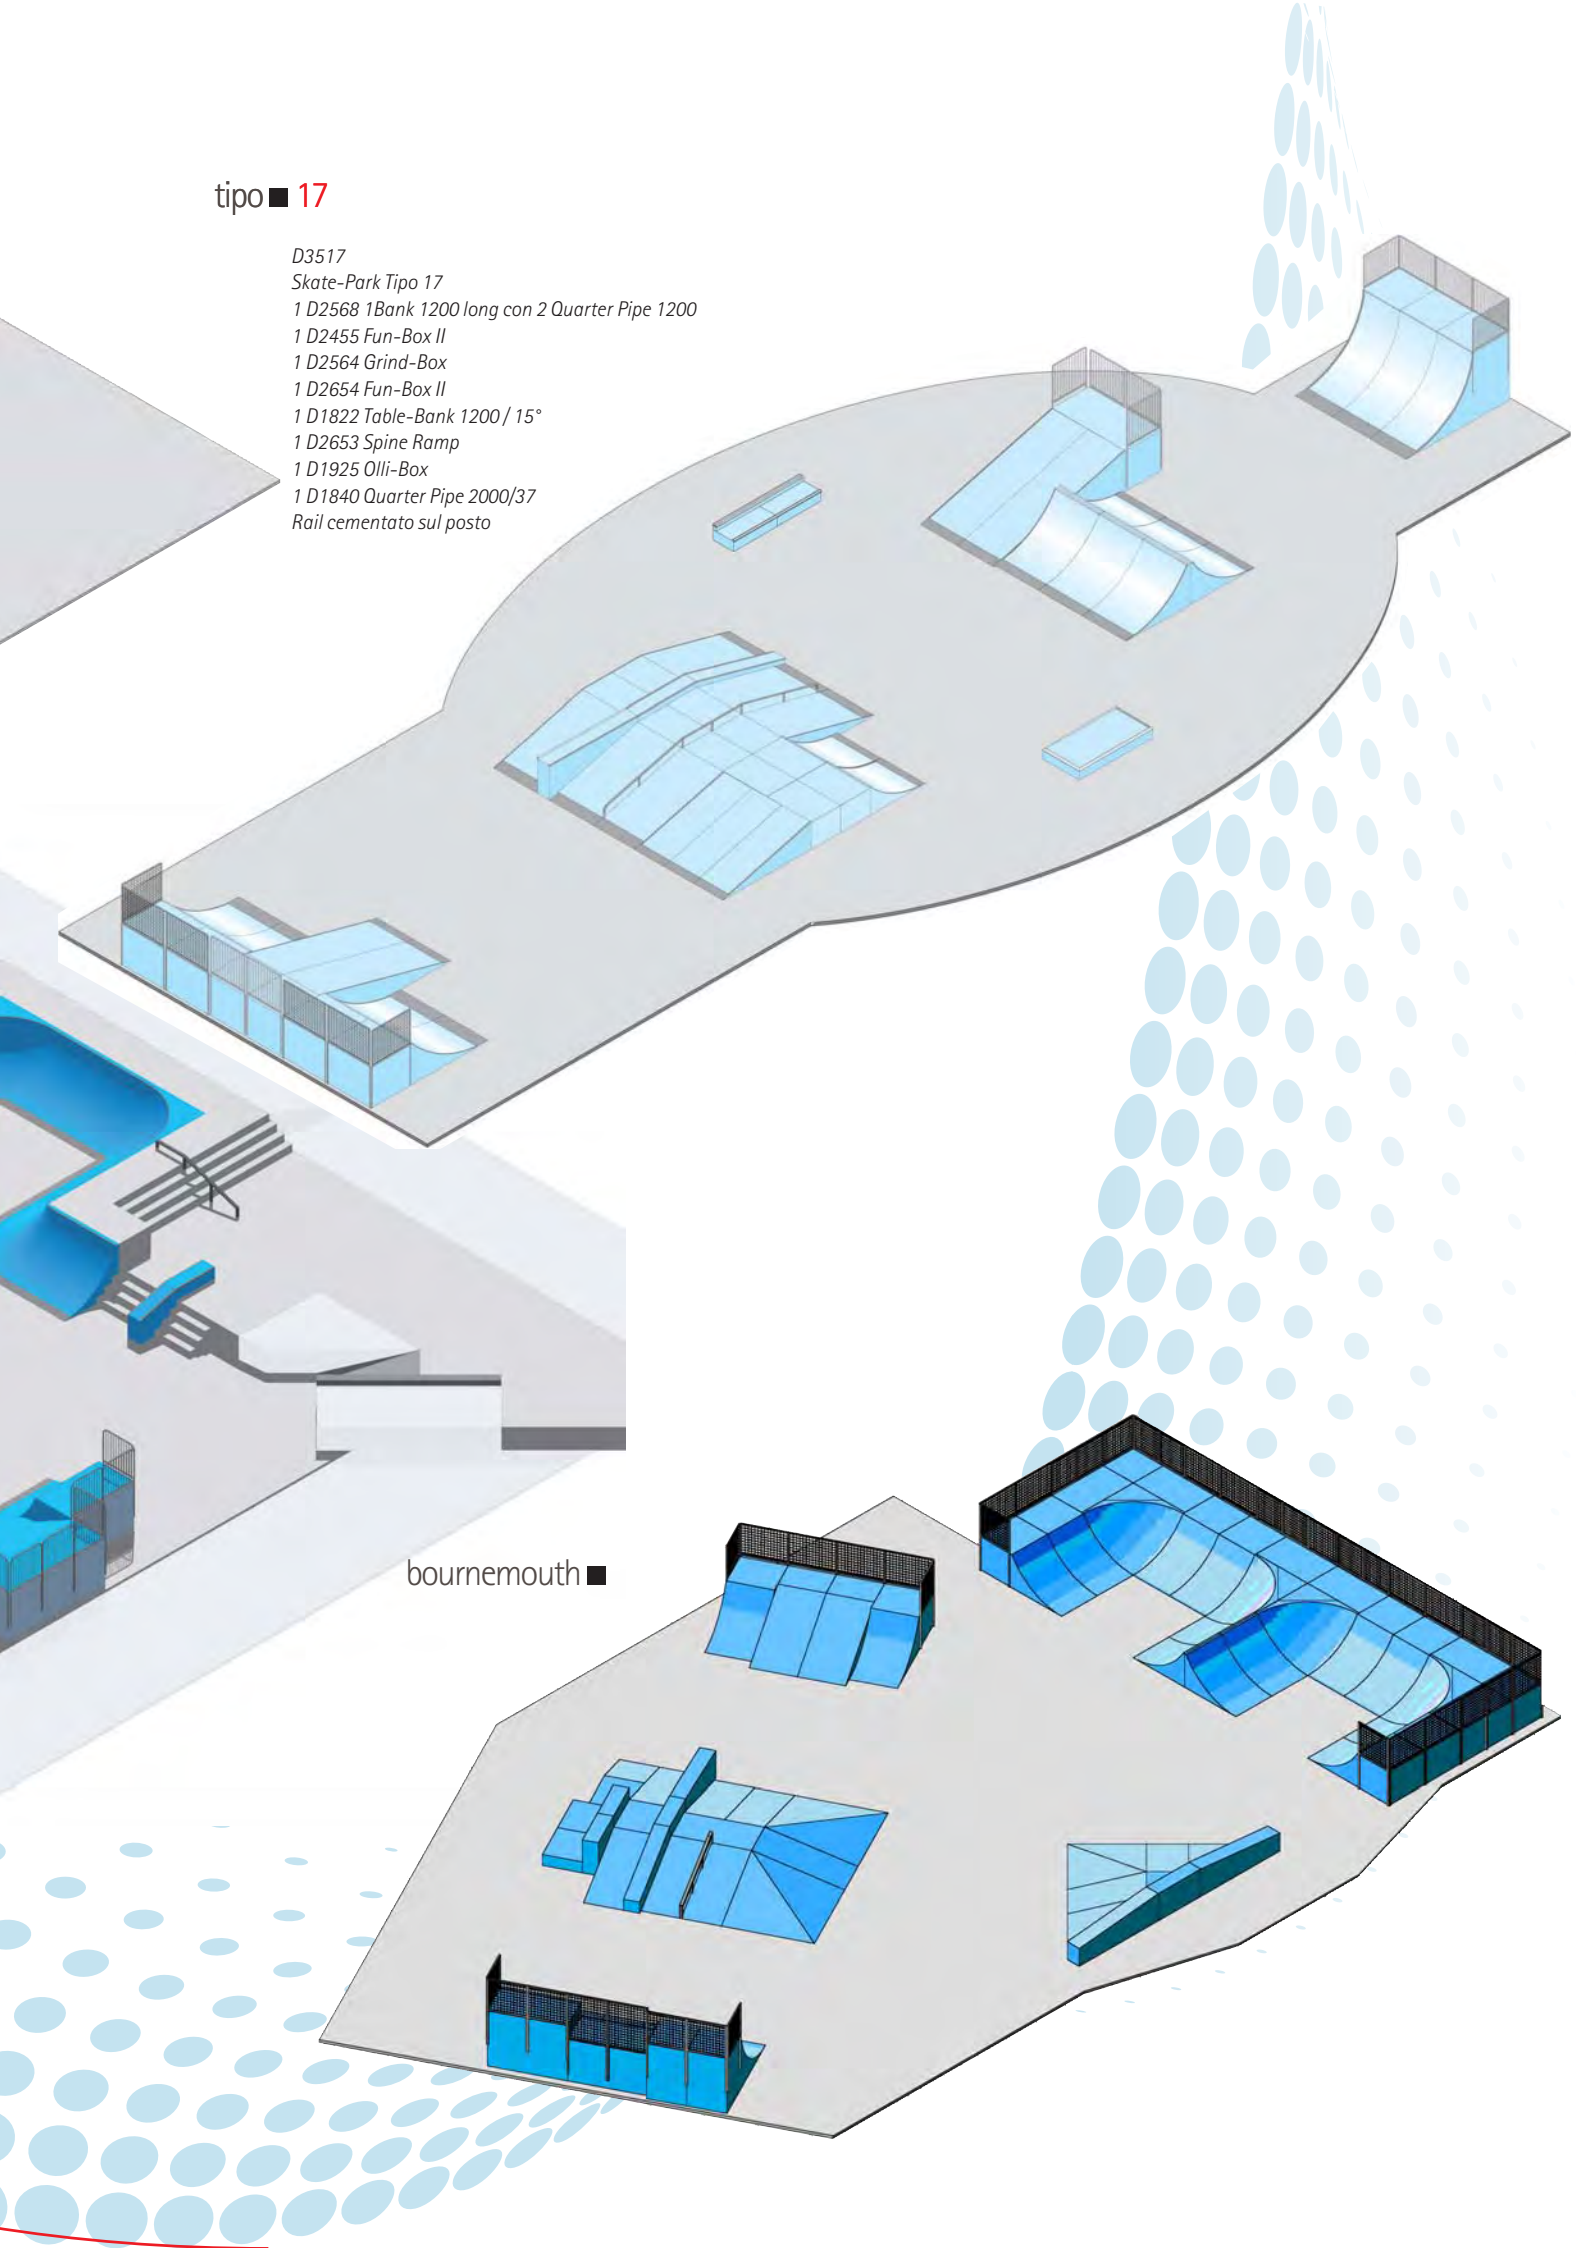 tipo ■ 17
D3517
Skate-Park Tipo 17
1 D2568 1Bank 1200 long con 2 Quarter Pipe 1200
1 D2455 Fun-Box II
1 D2564 Grind-Box
1 D2654 Fun-Box II
1 D1822 Table-Bank 1200 / 15°
1 D2653 Spine Ramp
1 D1925 Olli-Box
1 D1840 Quarter Pipe 2000/37
Rail cementato sul posto
bournemouth ■